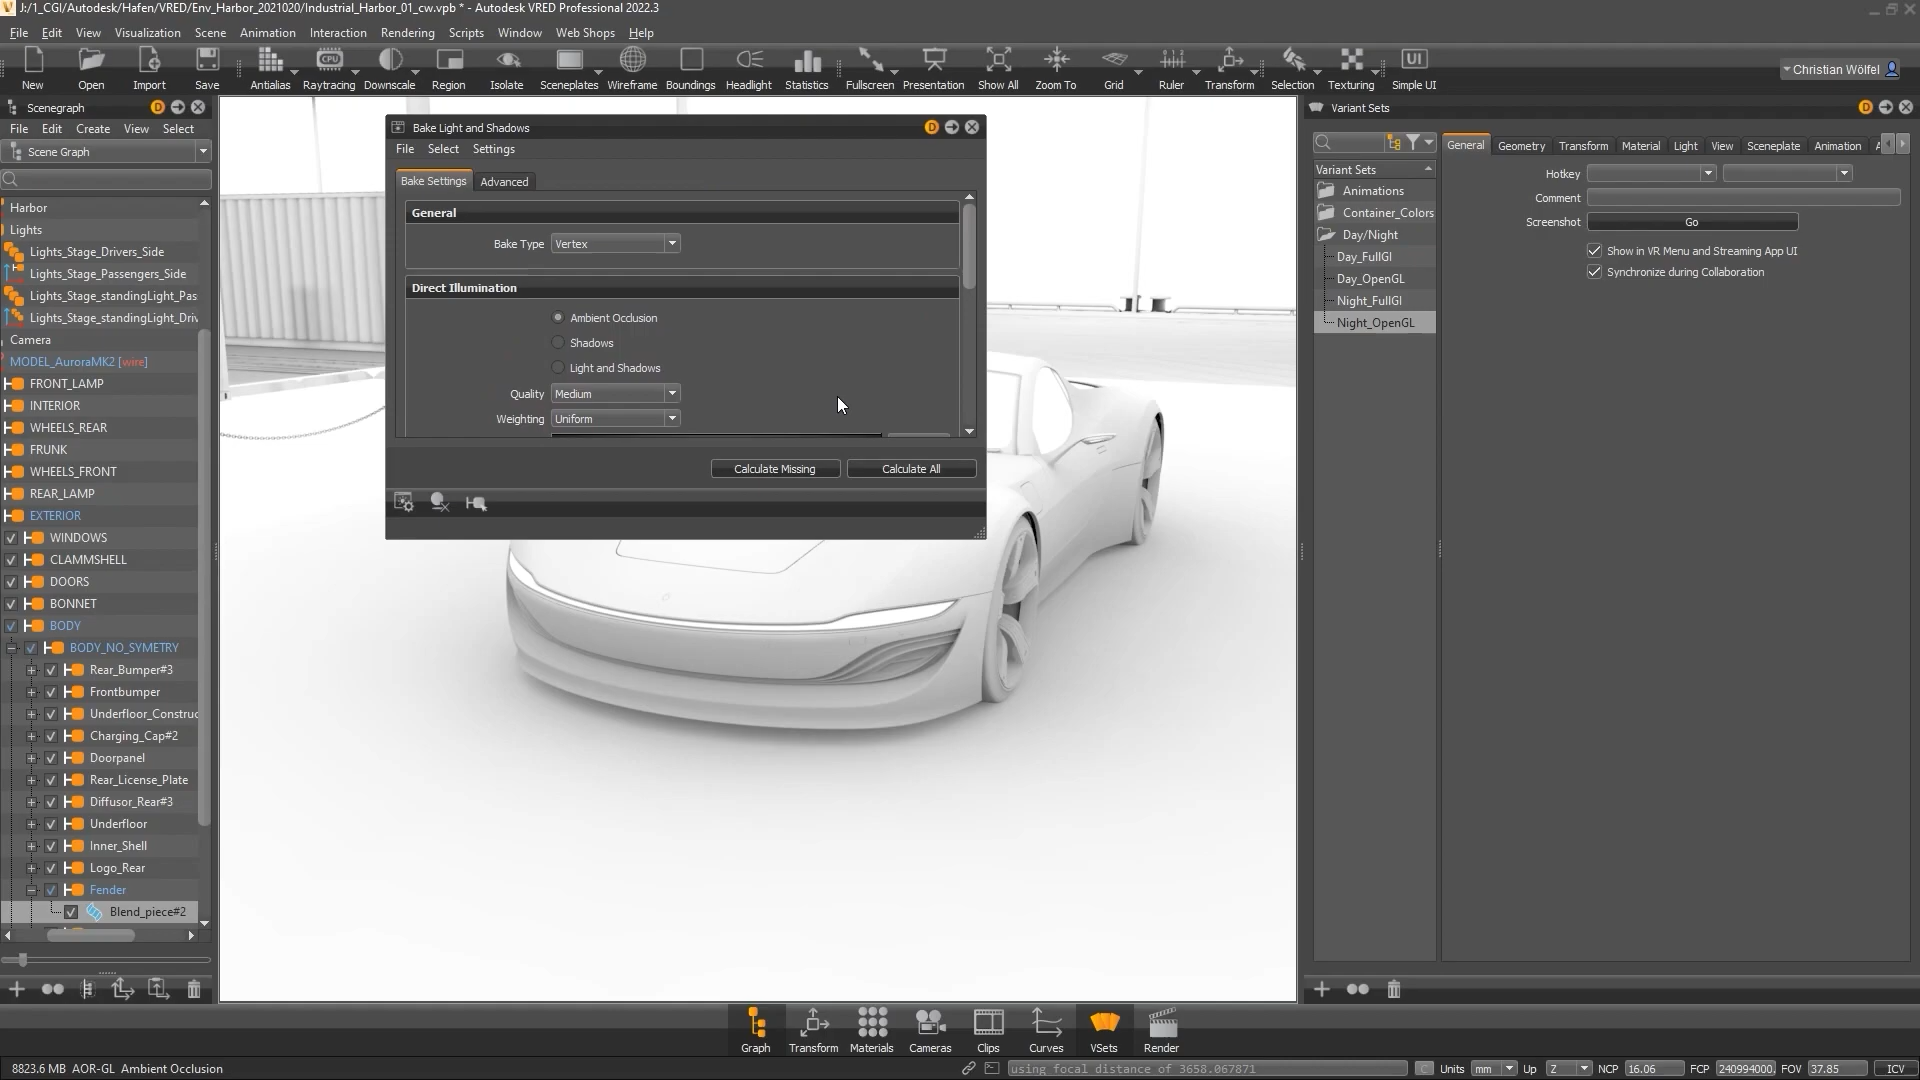 J:/1_CGI/Autodesk/Hafen/VRED/Env_Harbor_2021020/Industrial_Harbor_01_cw.vpb * - Autodesk VRED Professional 2022.3
File Edit View Visualization Scene Animation Interaction Rendering Scripts Window Web Shops Help
New Open Import Save Antialias Raytracing Downscale Region Isolate Sceneplates Wireframe Boundings Headlight Statistics Fullscreen Presentation Show All Zoom To Grid Ruler Transform Selection Texturing Simple UI
Christian Wölfel
Scenegraph
File Edit Create View Select
Scene Graph
Harbor
Lights
Lights_Stage_Drivers_Side
Lights_Stage_Passengers_Side
Lights_Stage_standingLight_Pas
Lights_Stage_standingLight_Driv
Camera
MODEL_AuroraMK2 [wire]
FRONT_LAMP
INTERIOR
WHEELS_REAR
FRUNK
WHEELS_FRONT
REAR_LAMP
EXTERIOR
WINDOWS
CLAMMSHELL
DOORS
BONNET
BODY
BODY_NO_SYMETRY
Rear_Bumper#3
Frontbumper
Underfloor_Construc
Charging_Cap#2
Doorpanel
Rear_License_Plate
Diffusor_Rear#3
Underfloor
Inner_Shell
Logo_Rear
Fender
Blend_piece#2
Bake Light and Shadows
File Select Settings
Bake Settings Advanced
General
Bake Type Vertex
Direct Illumination
Ambient Occlusion
Shadows
Light and Shadows
Quality Medium
Weighting Uniform
Calculate Missing Calculate All
Variant Sets
Variant Sets
Animations
Container_Colors
Day/Night
Day_FullGI
Day_OpenGL
Night_FullGI
Night_OpenGL
General Geometry Transform Material Light View Sceneplate Animation
Hotkey
Comment
Screenshot Go
Show in VR Menu and Streaming App UI
Synchronize during Collaboration
Graph Transform Materials Cameras Clips Curves VSets Render
8823.6 MB AOR-GL Ambient Occlusion
using focal distance of 3658.067871
C Units mm Up Z NCP 16.06 FCP 240994000. FOV 37.85 ICV